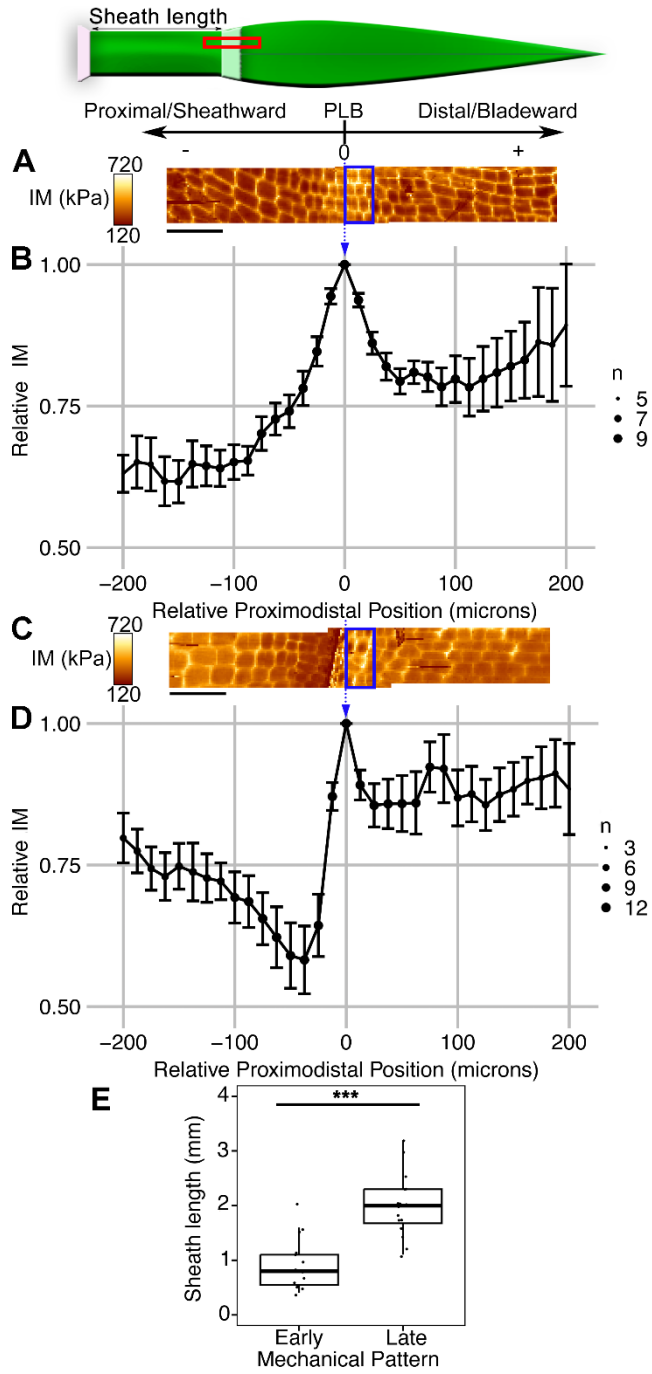 Sheath length
Proximal/Sheathward PLB Distal/Bladeward
- 0 +
A
720
IM (kPa)
120
B
1.00
0.75
0.50
Relative IM
n
5
7
9
−200 −100 0 100 200
Relative Proximodistal Position (microns)
C
720
IM (kPa)
120
D
1.00
0.75
0.50
Relative IM
n
3
6
9
12
−200 −100 0 100 200
Relative Proximodistal Position (microns)
E
***
4
3
2
1
0
Sheath length (mm)
Early Late
Mechanical Pattern